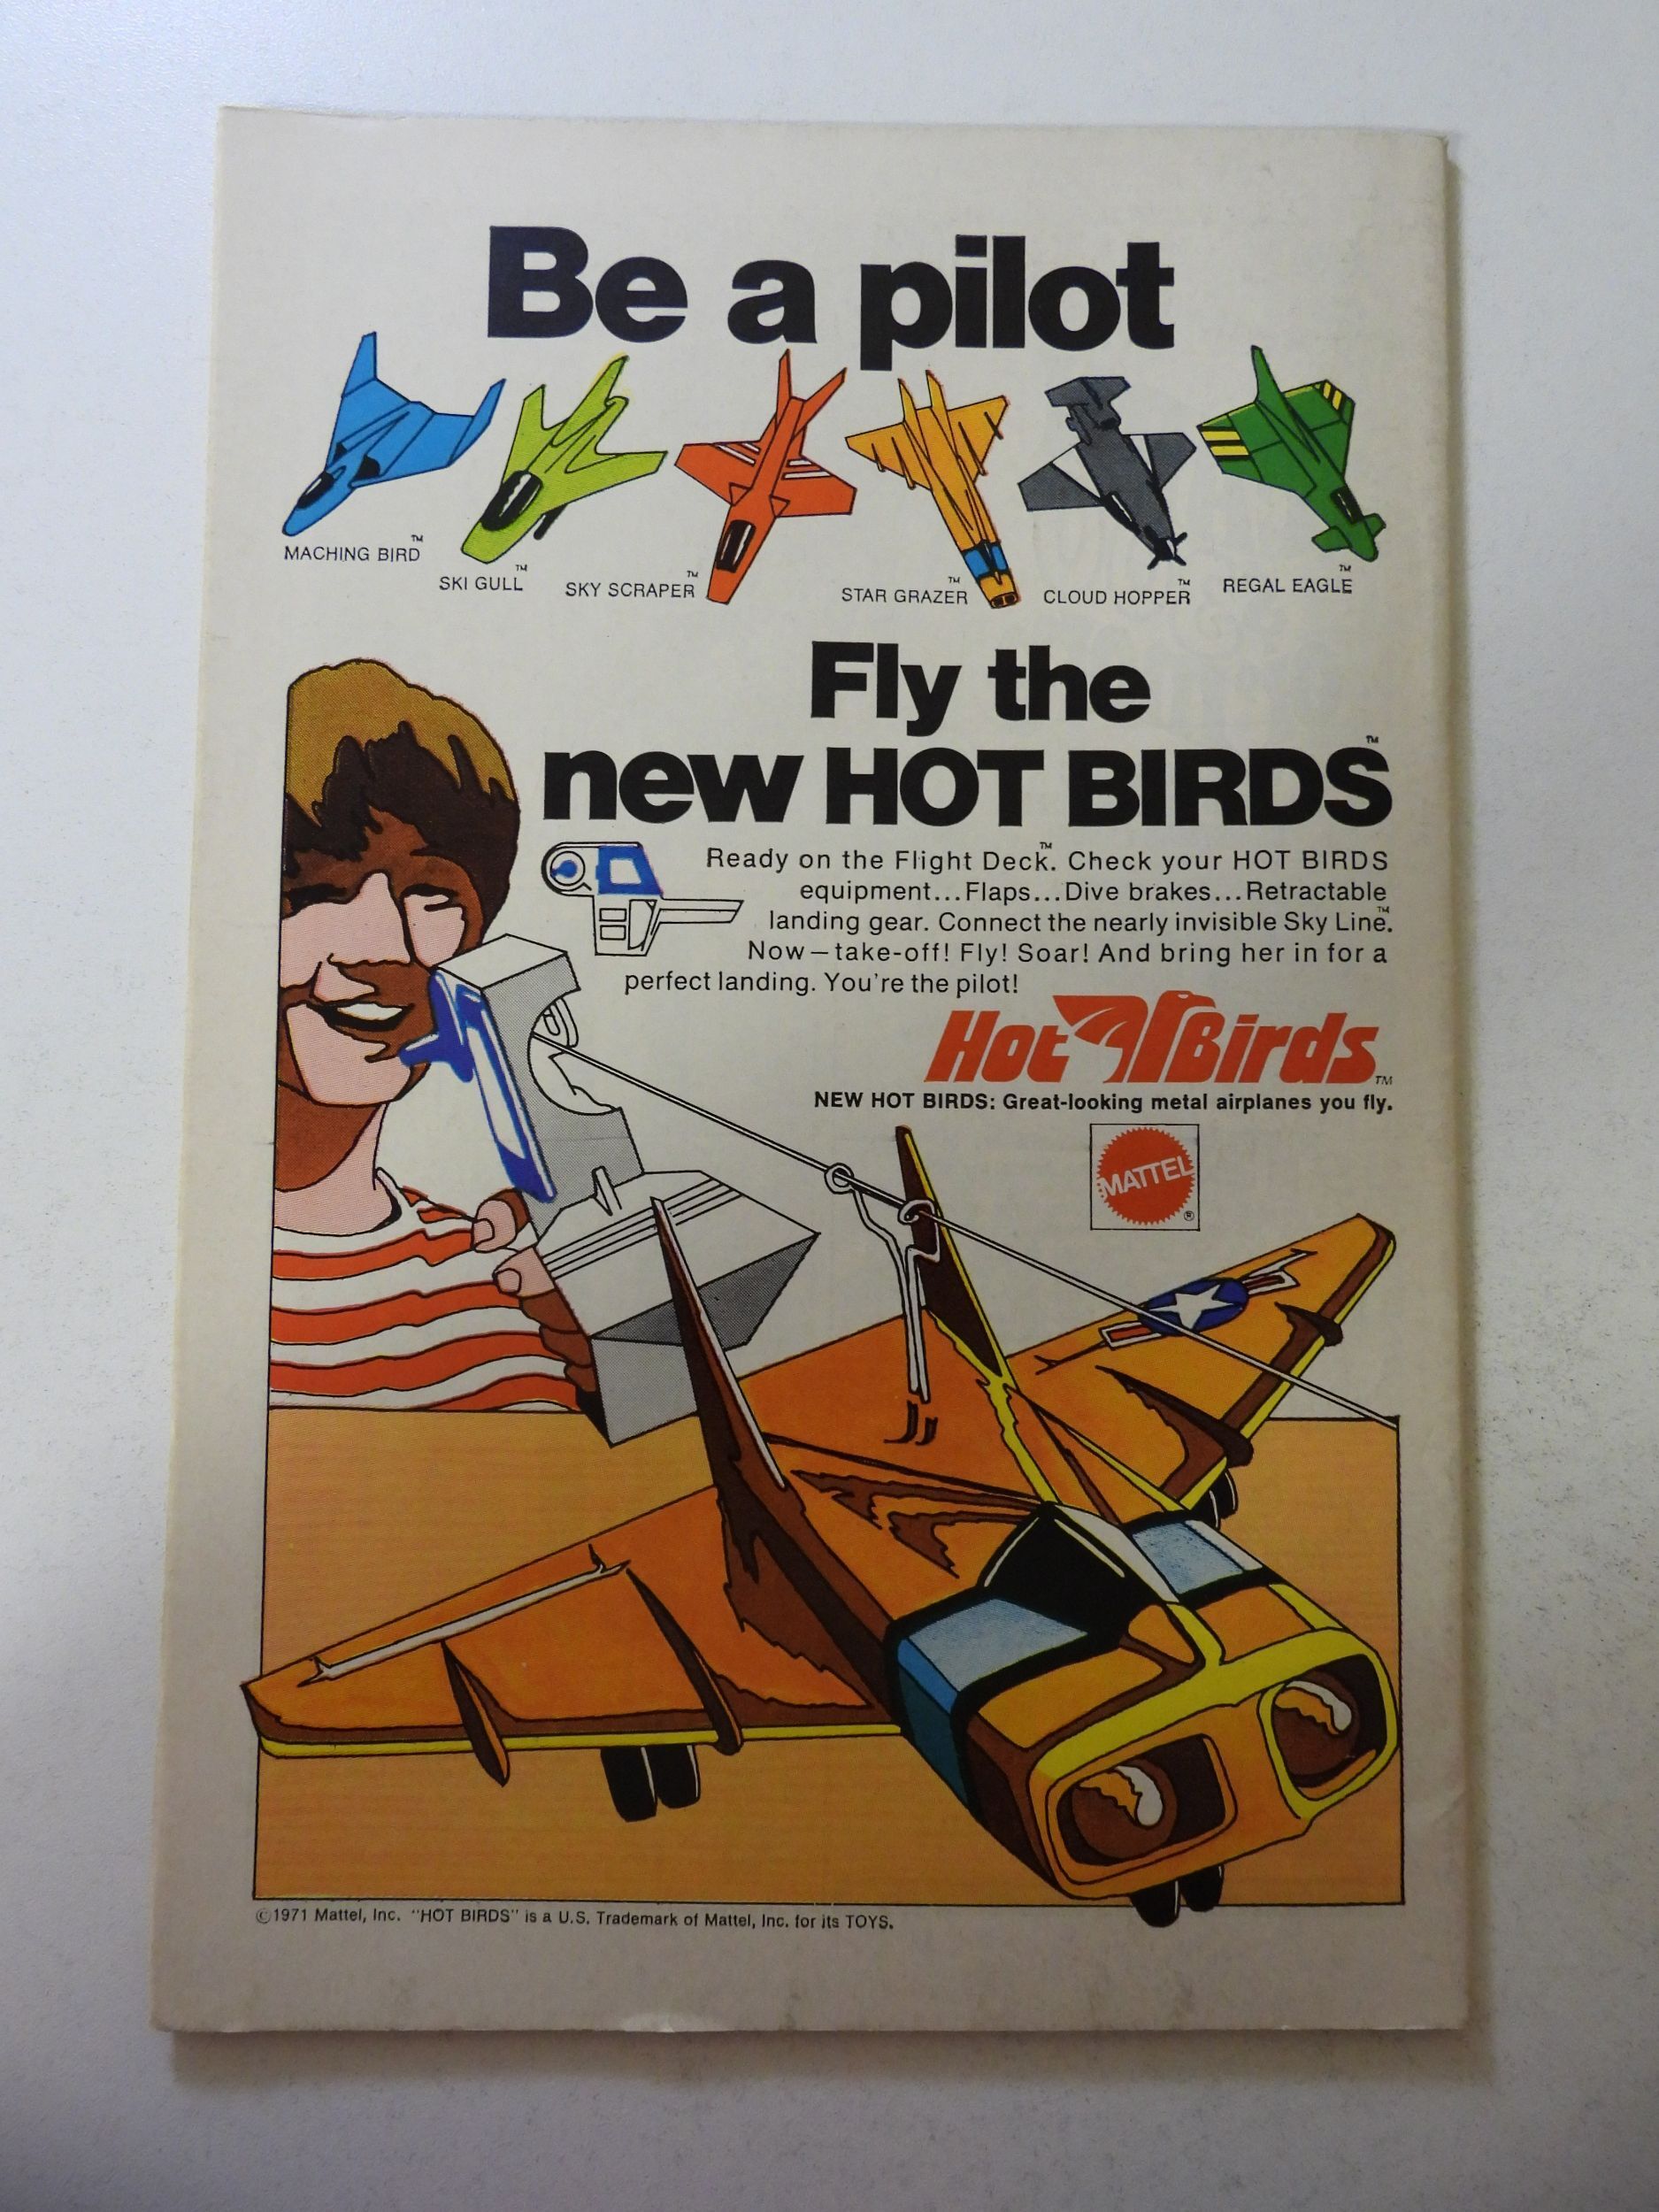 Be a pilot
MACHING BIRD™
SKI GULL™
SKY SCRAPER™
STAR GRAZER™
CLOUD HOPPER™
REGAL EAGLE™
Fly the
new HOT BIRDS™
Ready on the Flight Deck™. Check your HOT BIRDS
equipment...Flaps...Dive brakes...Retractable
landing gear. Connect the nearly invisible Sky Line™.
Now—take-off! Fly! Soar! And bring her in for a
perfect landing. You're the pilot!
Hot Birds™
NEW HOT BIRDS: Great-looking metal airplanes you fly.
MATTEL®
©1971 Mattel, Inc. "HOT BIRDS" is a U.S. Trademark of Mattel, Inc. for its TOYS.